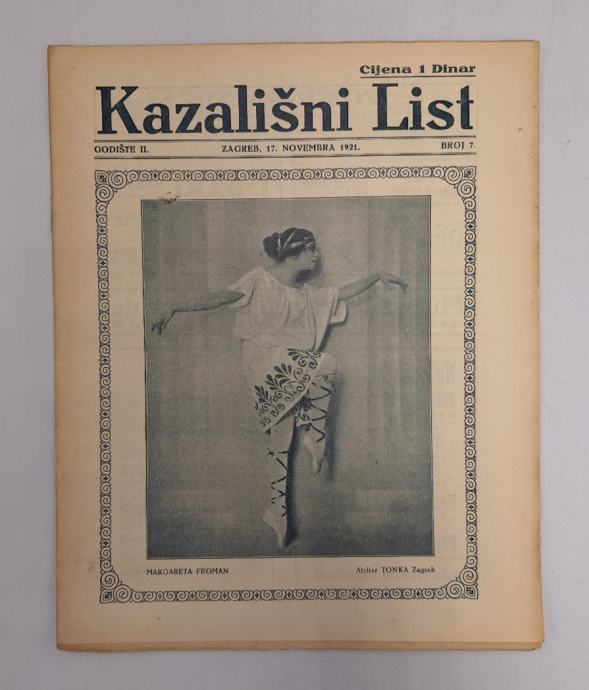 Cijena 1 Dinar
Kazališni List
GODIŠTE II. ZAGREB, 17. NOVEMBRA 1921. BROJ 7.
MARGARETA FROMAN Atelier TONKA Zagreb